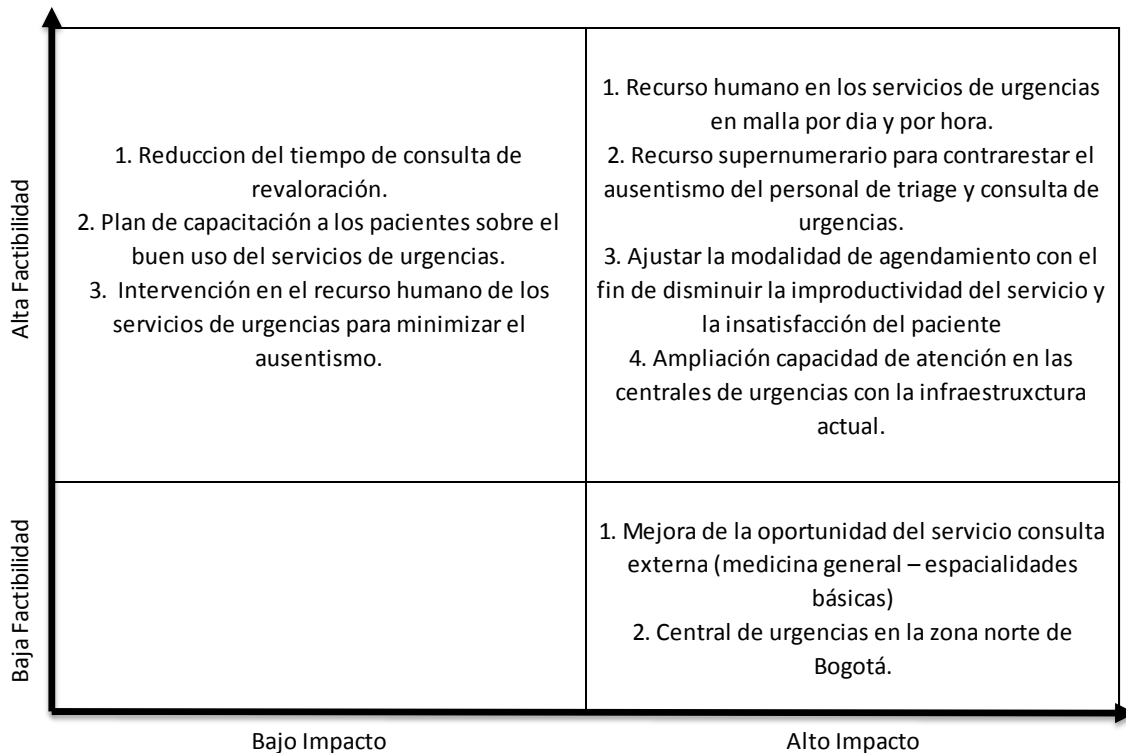 Alta Factibilidad
1. Reduccion del tiempo de consulta de
revaloración.
2. Plan de capacitación a los pacientes sobre el
buen uso del servicios de urgencias.
3. Intervención en el recurso humano de los
servicios de urgencias para minimizar el
ausentismo.
1. Recurso humano en los servicios de urgencias
en malla por dia y por hora.
2. Recurso supernumerario para contrarestar el
ausentismo del personal de triage y consulta de
urgencias.
3. Ajustar la modalidad de agendamiento con el
fin de disminuir la improductividad del servicio y
la insatisfacción del paciente
4. Ampliación capacidad de atención en las
centrales de urgencias con la infraestruxctura
actual.
Baja Factibilidad
1. Mejora de la oportunidad del servicio consulta
externa (medicina general – espacialidades
básicas)
2. Central de urgencias en la zona norte de
Bogotá.
Bajo Impacto
Alto Impacto